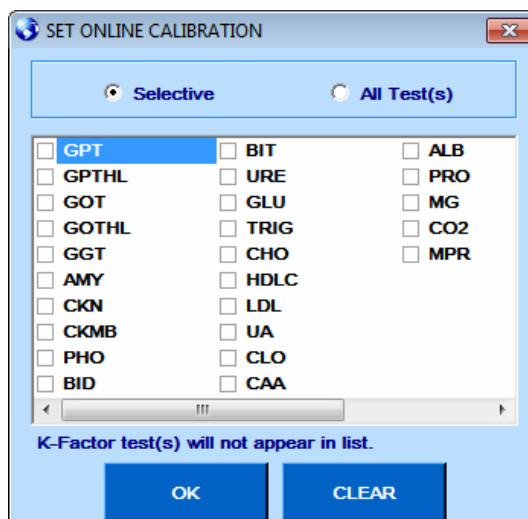 SET ONLINE CALIBRATION
Selective All Test(s)
GPT BIT ALB
GPTHL URE PRO
GOT GLU MG
GOTHL TRIG CO2
GGT CHO MPR
AMY HDLC
CKN LDL
CKMB UA
PHO CLO
BID CAA
K-Factor test(s) will not appear in list.
OK CLEAR